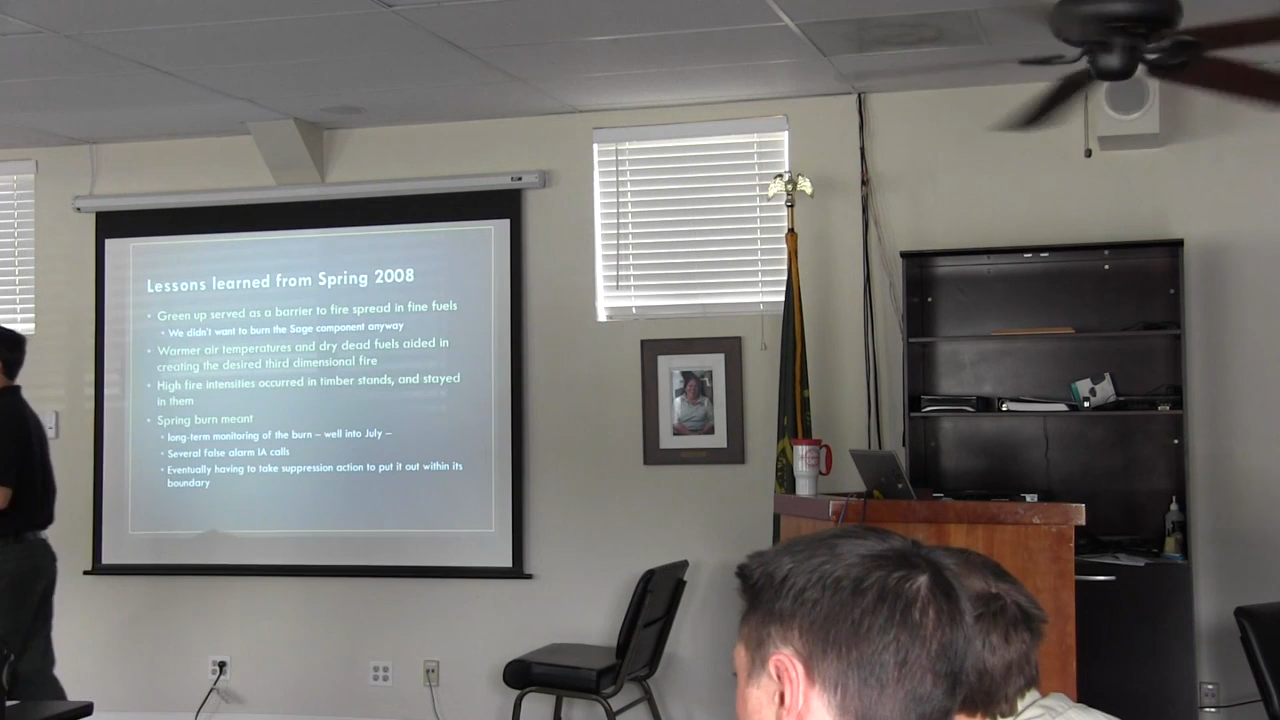 Lessons learned from Spring 2008
• Green up served as a barrier to fire spread in fine fuels
• We didn't want to burn the Sage component anyway
• Warmer air temperatures and dry dead fuels aided in
creating the desired third dimensional fire
• High fire intensities occurred in timber stands, and stayed
in them
• Spring burn meant
• long-term monitoring of the burn – well into July –
• Several false alarm IA calls
• Eventually having to take suppression action to put it out within its
boundary